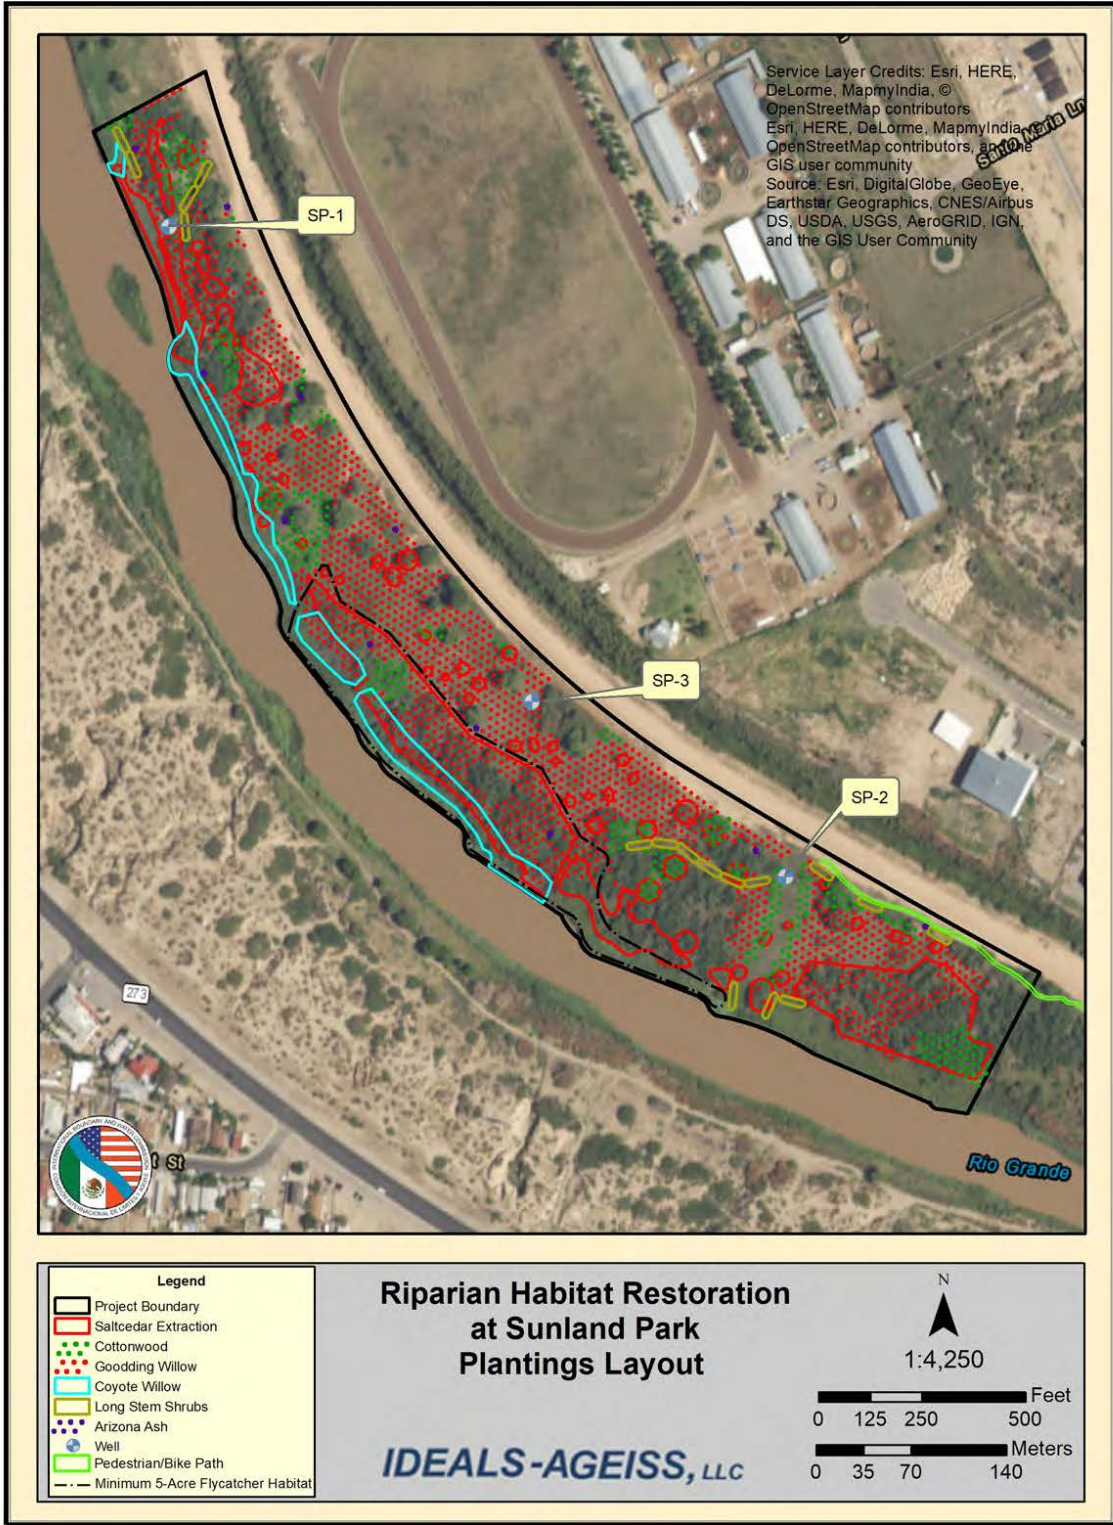 Service Layer Credits: Esri, HERE,
DeLorme, MapmyIndia, ©
OpenStreetMap contributors
Esri, HERE, DeLorme, MapmyIndia,
OpenStreetMap contributors, and the
GIS user community
Source: Esri, DigitalGlobe, GeoEye,
Earthstar Geographics, CNES/Airbus
DS, USDA, USGS, AeroGRID, IGN,
and the GIS User Community
Santa Maria Ln
SP-1
SP-3
SP-2
273
t St
Rio Grande
Legend
Project Boundary
Saltcedar Extraction
Cottonwood
Goodding Willow
Coyote Willow
Long Stem Shrubs
Arizona Ash
Well
Pedestrian/Bike Path
Minimum 5-Acre Flycatcher Habitat
Riparian Habitat Restoration
at Sunland Park
Plantings Layout
IDEALS-AGEISS, LLC
N
1:4,250
Feet
0 125 250 500
Meters
0 35 70 140